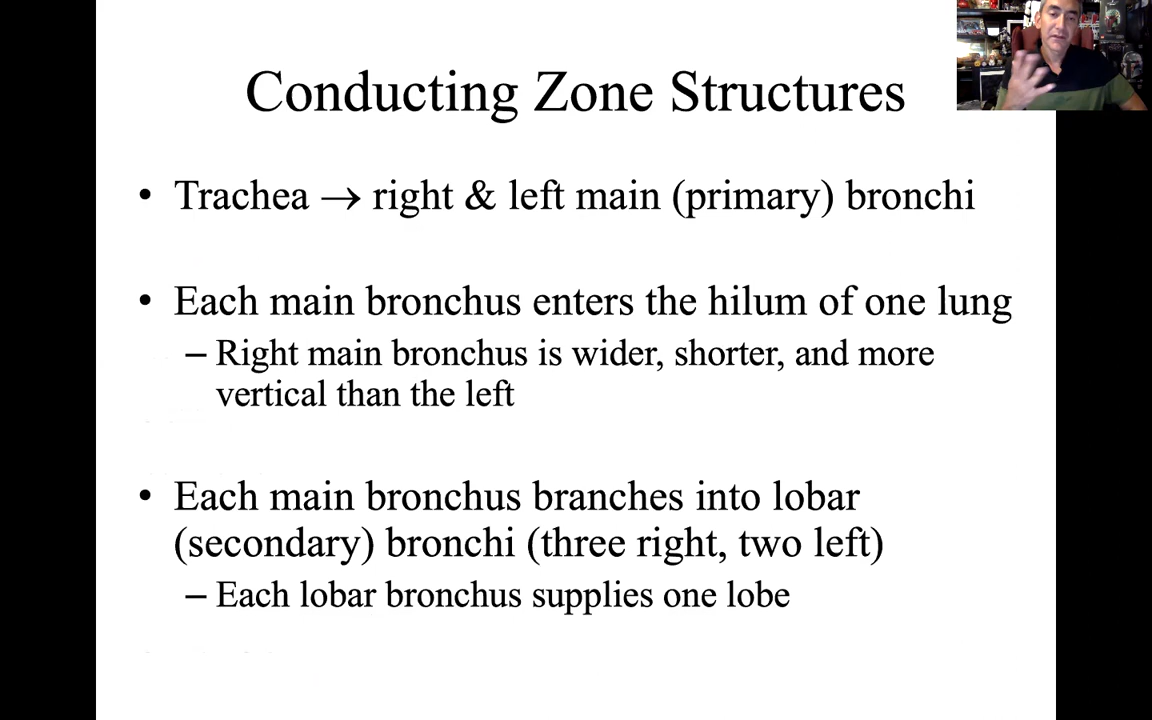 Conducting Zone Structures
• Trachea → right & left main (primary) bronchi
• Each main bronchus enters the hilum of one lung
– Right main bronchus is wider, shorter, and more
vertical than the left
• Each main bronchus branches into lobar
(secondary) bronchi (three right, two left)
– Each lobar bronchus supplies one lobe